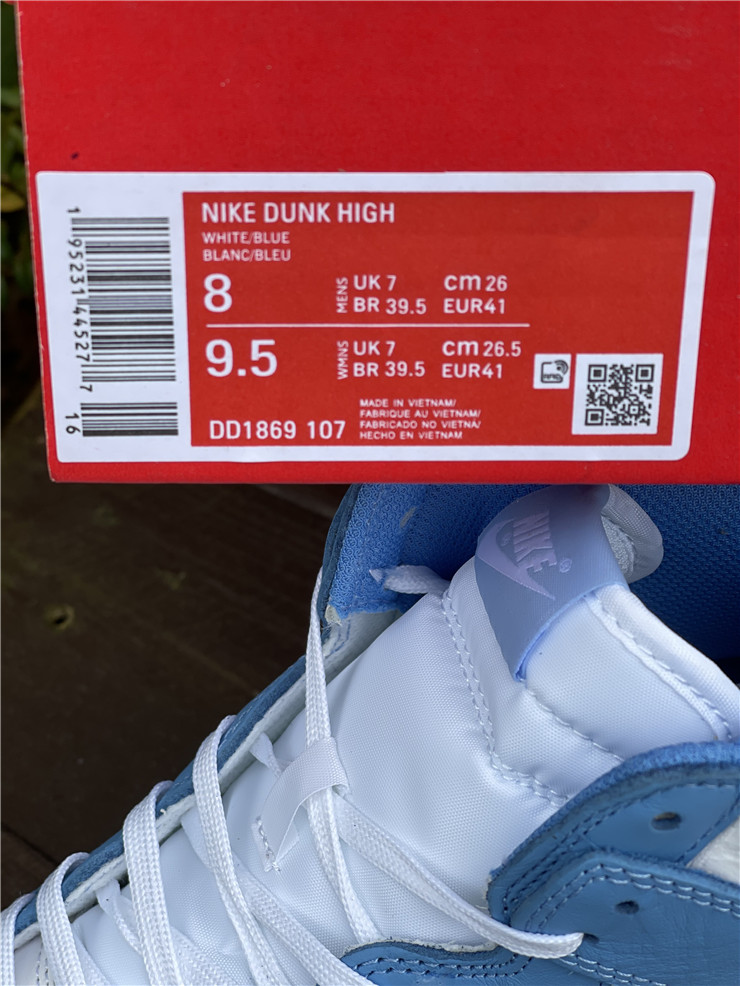 NIKE DUNK HIGH
WHITE/BLUE
BLANC/BLEU
8
MENS
UK 7 cm 26
BR 39.5 EUR41
9.5
WMNS
UK 7 cm 26.5
BR 39.5 EUR41
DD1869 107
MADE IN VIETNAM/
FABRIQUÉ AU VIETNAM/
FABRICADO NO VIETNÃ/
HECHO EN VIETNAM
1 95231 44527 7
16
NIKE